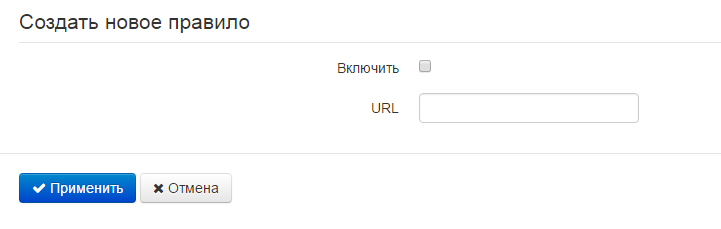 Создать новое правило
Включить
URL
Применить Отмена